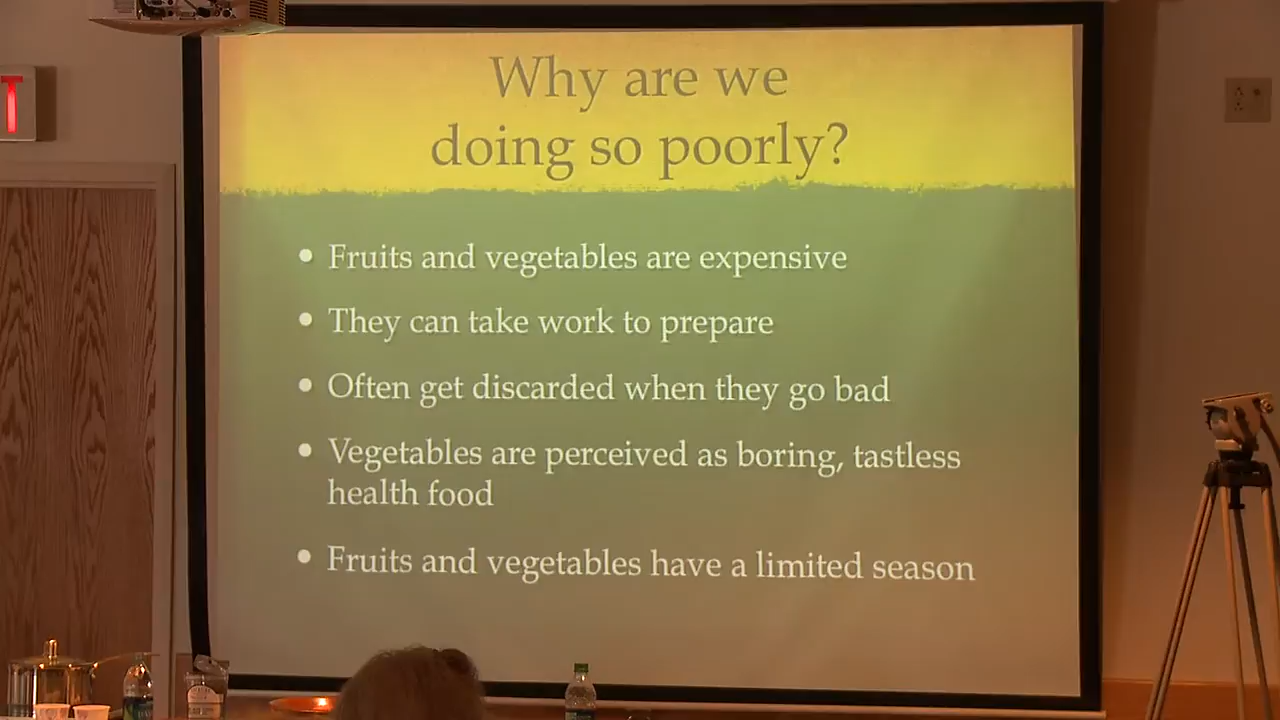 Why are we
doing so poorly?
• Fruits and vegetables are expensive
• They can take work to prepare
• Often get discarded when they go bad
• Vegetables are perceived as boring, tastless
health food
• Fruits and vegetables have a limited season
T